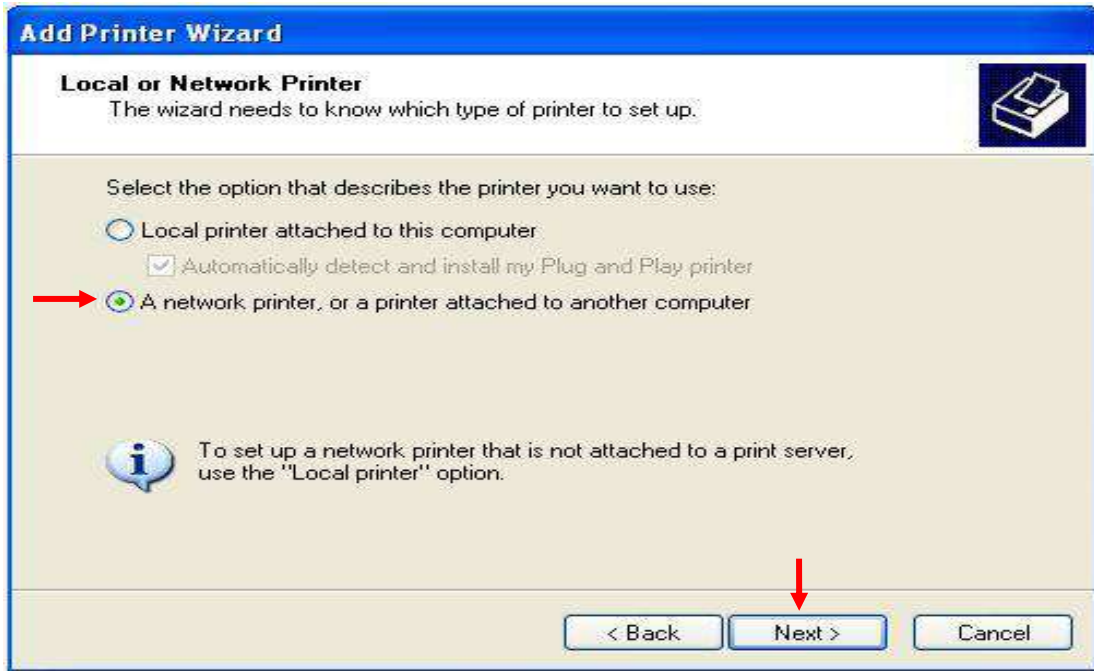 Add Printer Wizard
Local or Network Printer
The wizard needs to know which type of printer to set up.
Select the option that describes the printer you want to use:
Local printer attached to this computer
Automatically detect and install my Plug and Play printer
A network printer, or a printer attached to another computer
To set up a network printer that is not attached to a print server,
use the "Local printer" option.
< Back Next > Cancel